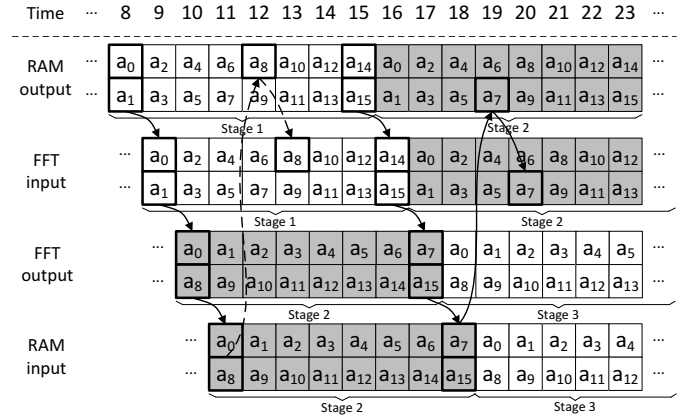 Time ... 8 9 10 11 12 13 14 15 16 17 18 19 20 21 22 23 ...
RAM output
... a0 a2 a4 a6 a8 a10 a12 a14 a0 a2 a4 a6 a8 a10 a12 a14 ...
... a1 a3 a5 a7 a9 a11 a13 a15 a1 a3 a5 a7 a9 a11 a13 a15 ...
Stage 1 Stage 2
FFT input
... a0 a2 a4 a6 a8 a10 a12 a14 a0 a2 a4 a6 a8 a10 a12 ...
... a1 a3 a5 a7 a9 a11 a13 a15 a1 a3 a5 a7 a9 a11 a13 ...
Stage 1 Stage 2
FFT output
... a0 a1 a2 a3 a4 a5 a6 a7 a0 a1 a2 a3 a4 a5 ...
... a8 a9 a10 a11 a12 a13 a14 a15 a8 a9 a10 a11 a12 a13 ...
Stage 2 Stage 3
RAM input
... a0 a1 a2 a3 a4 a5 a6 a7 a0 a1 a2 a3 a4 ...
... a8 a9 a10 a11 a12 a13 a14 a15 a8 a9 a10 a11 a12 ...
Stage 2 Stage 3